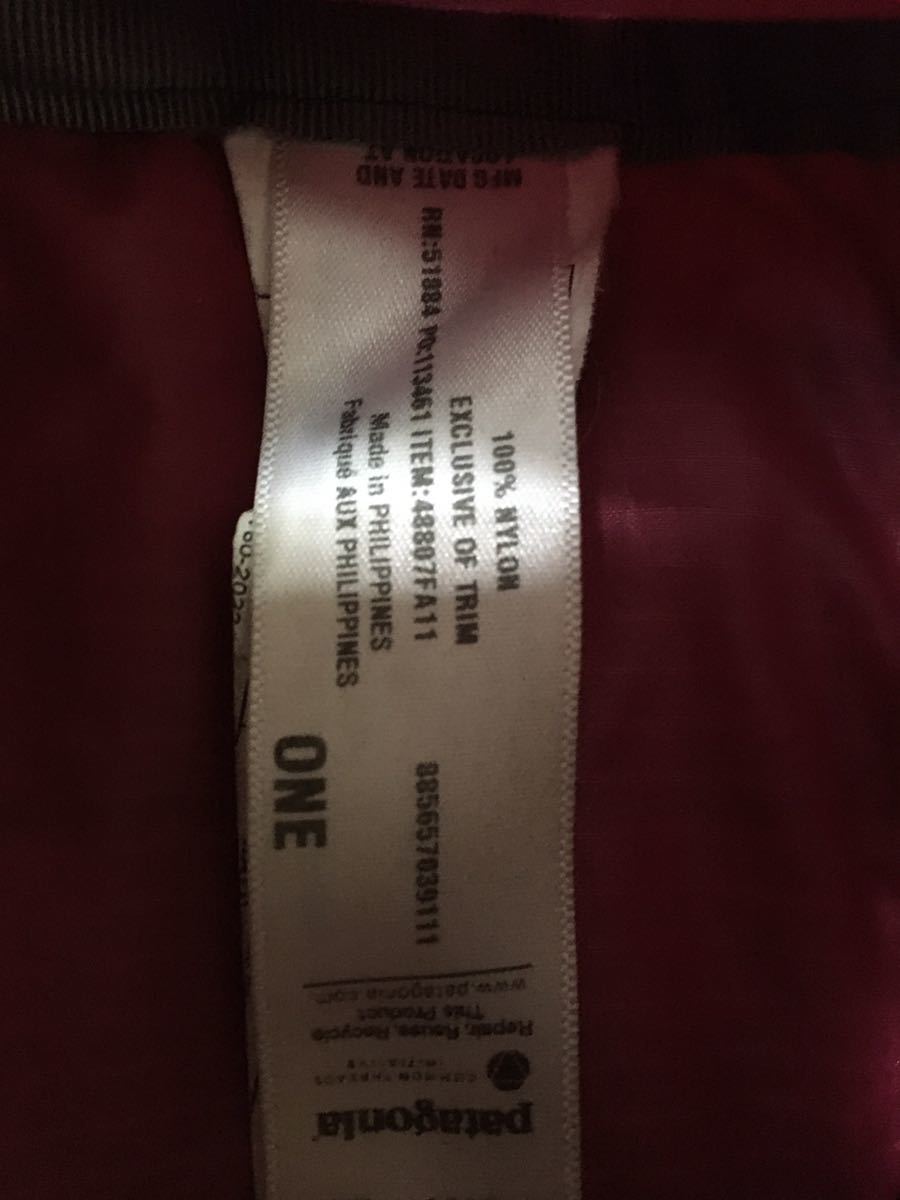 patagonia
COMMON THREADS
INITIATIVE
Repair, Reuse, Recycle
This Product
www.patagonia.com
100% NYLON
EXCLUSIVE OF TRIM
RN:51884 PO:113461 ITEM:48807FA11 885657039111
Made in PHILIPPINES
Fabriqué AUX PHILIPPINES
ONE
MFG DATE AND
LOCATION AT